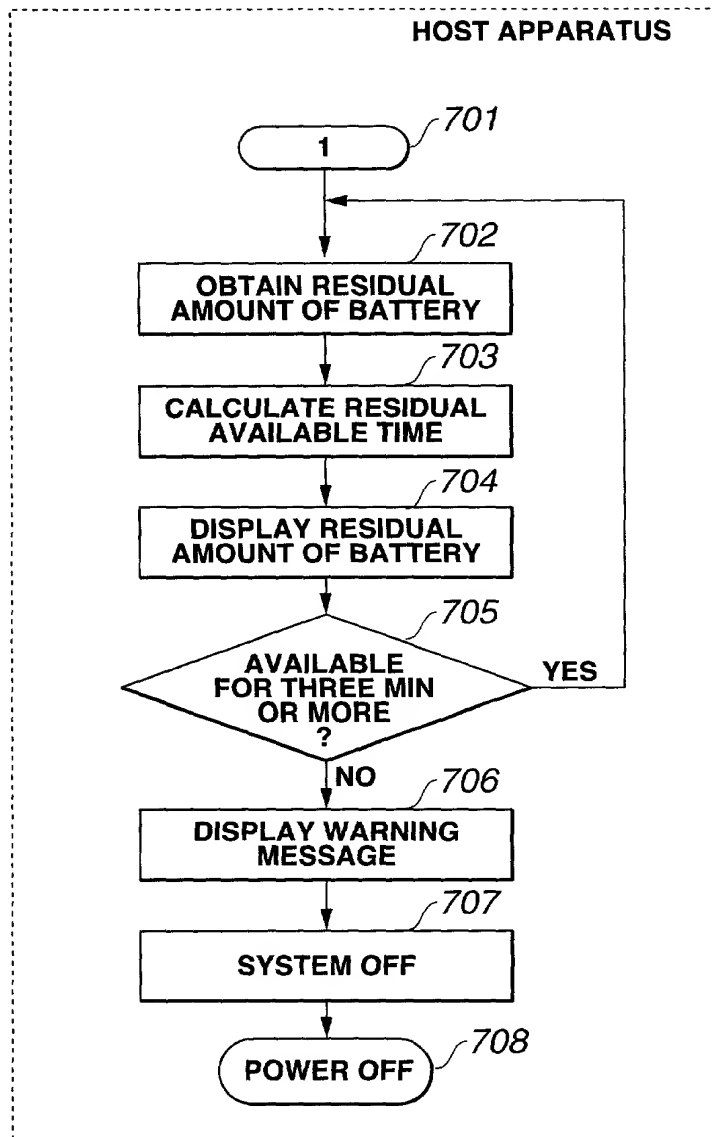 HOST APPARATUS
701
1
702
OBTAIN RESIDUAL
AMOUNT OF BATTERY
703
CALCULATE RESIDUAL
AVAILABLE TIME
704
DISPLAY RESIDUAL
AMOUNT OF BATTERY
705
AVAILABLE
FOR THREE MIN
OR MORE
?
YES
NO
706
DISPLAY WARNING
MESSAGE
707
SYSTEM OFF
708
POWER OFF